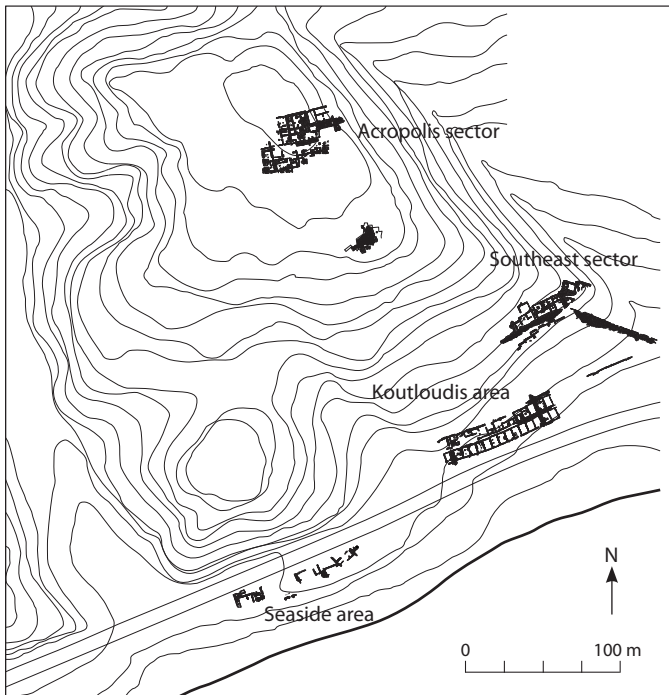 Acropolis sector
Southeast sector
Koutloudis area
N
Seaside area
0 100 m